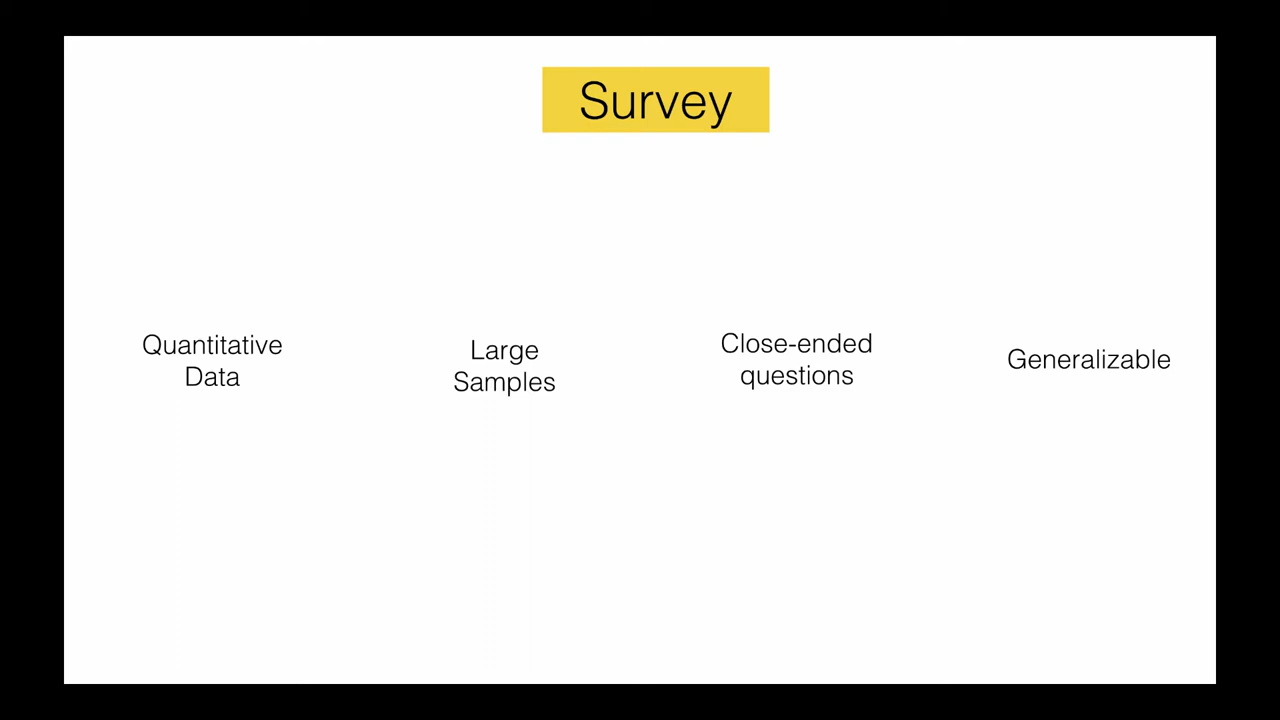 Survey
Quantitative
Data
Large
Samples
Close-ended
questions
Generalizable